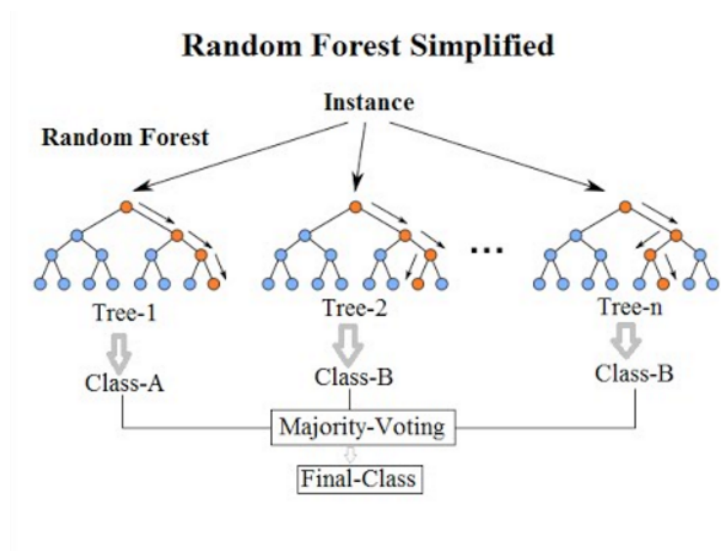 Random Forest Simplified
Instance
Random Forest
...
Tree-1
Tree-2
Tree-n
Class-A
Class-B
Class-B
Majority-Voting
Final-Class